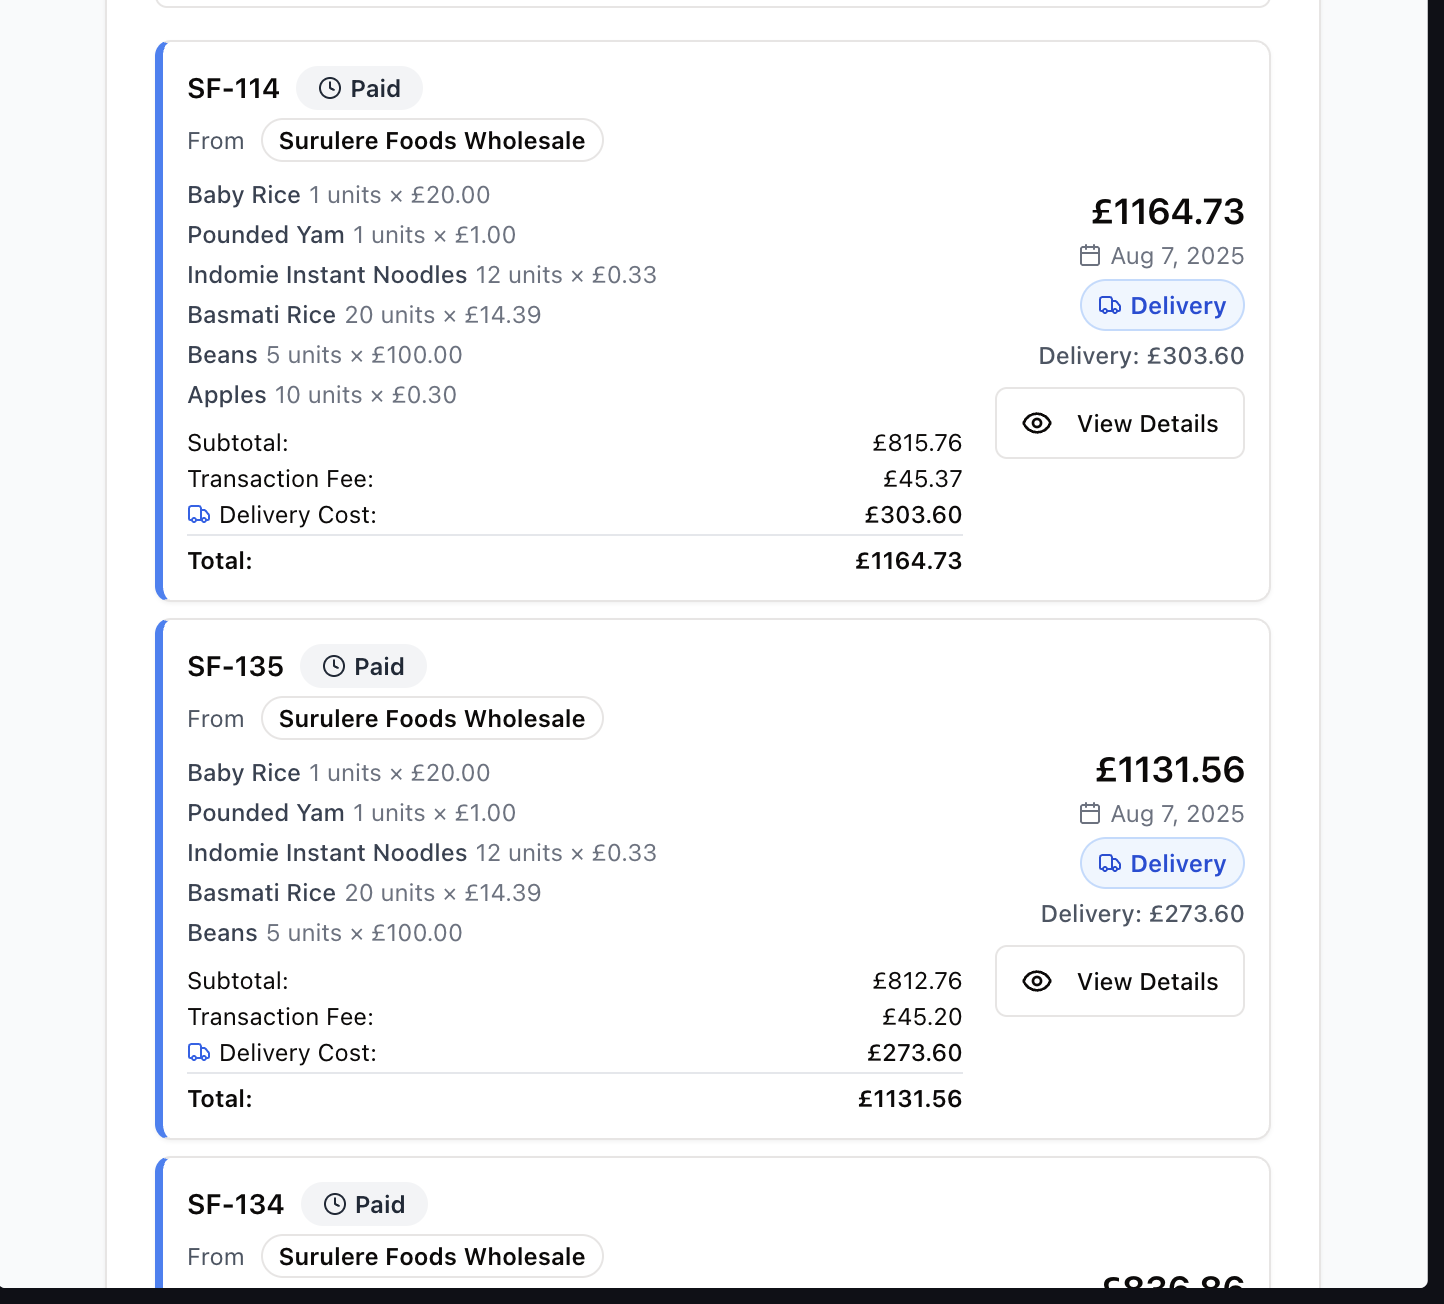 SF-114 Paid
From Surulere Foods Wholesale
Baby Rice 1 units × £20.00
Pounded Yam 1 units × £1.00
Indomie Instant Noodles 12 units × £0.33
Basmati Rice 20 units × £14.39
Beans 5 units × £100.00
Apples 10 units × £0.30
Subtotal: £815.76
Transaction Fee: £45.37
Delivery Cost: £303.60
Total: £1164.73
£1164.73
Aug 7, 2025
Delivery
Delivery: £303.60
View Details
SF-135 Paid
From Surulere Foods Wholesale
Baby Rice 1 units × £20.00
Pounded Yam 1 units × £1.00
Indomie Instant Noodles 12 units × £0.33
Basmati Rice 20 units × £14.39
Beans 5 units × £100.00
Subtotal: £812.76
Transaction Fee: £45.20
Delivery Cost: £273.60
Total: £1131.56
£1131.56
Aug 7, 2025
Delivery
Delivery: £273.60
View Details
SF-134 Paid
From Surulere Foods Wholesale